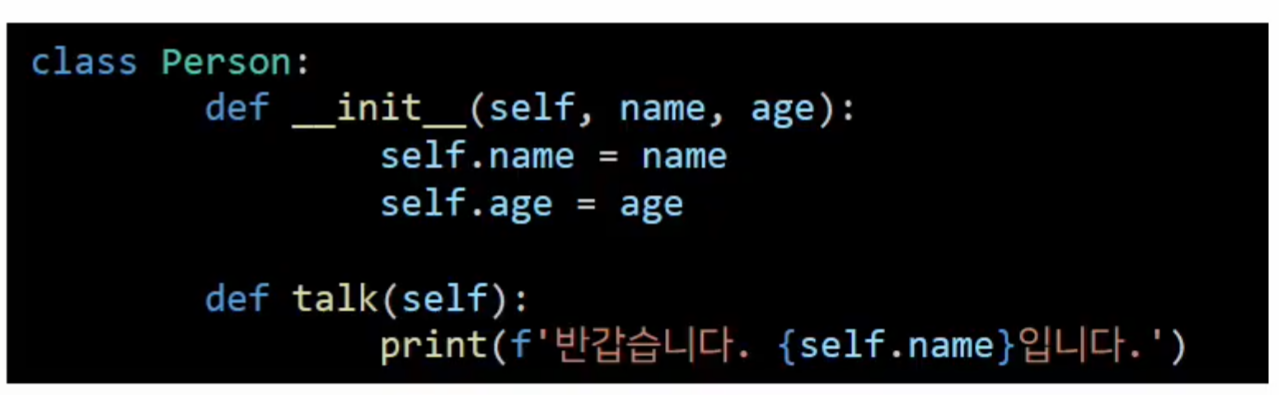 class Person:
def __init__(self, name, age):
self.name = name
self.age = age
def talk(self):
print(f'반갑습니다. {self.name}입니다.')